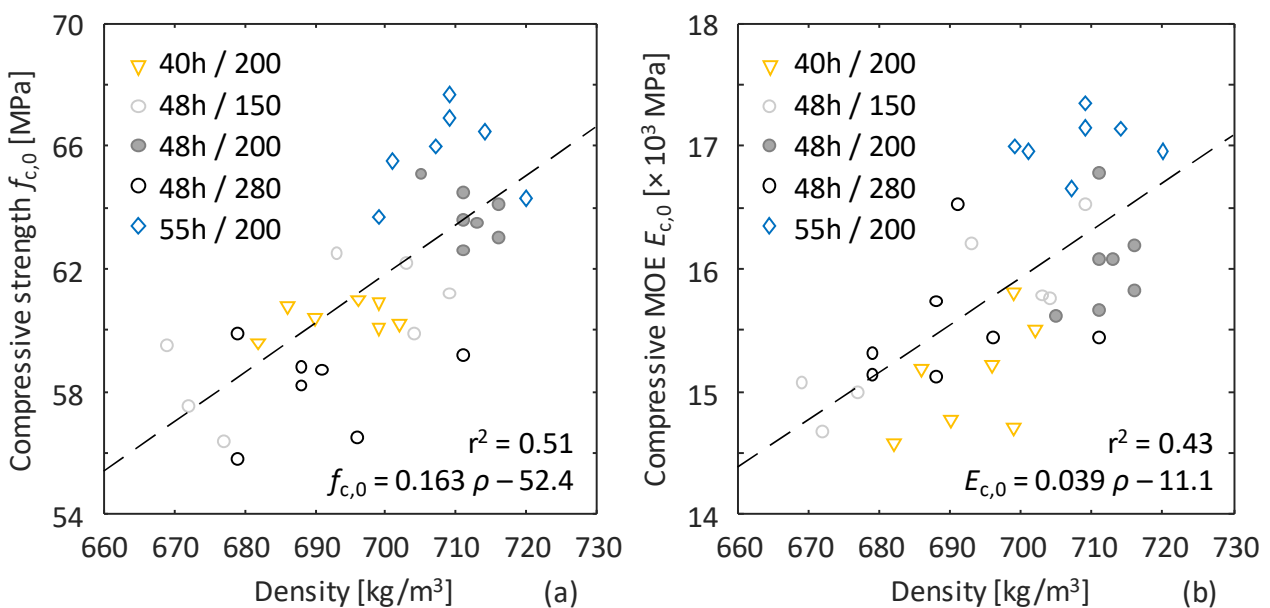 Compressive strength f c,0 [MPa]
70
66
62
58
54
40h / 200
48h / 150
48h / 200
48h / 280
55h / 200
r² = 0.51
f c,0 = 0.163 ρ – 52.4
660 670 680 690 700 710 720 730
Density [kg/m³] (a)
Compressive MOE E c,0 [× 10³ MPa]
18
17
16
15
14
40h / 200
48h / 150
48h / 200
48h / 280
55h / 200
r² = 0.43
E c,0 = 0.039 ρ – 11.1
660 670 680 690 700 710 720 730
Density [kg/m³] (b)